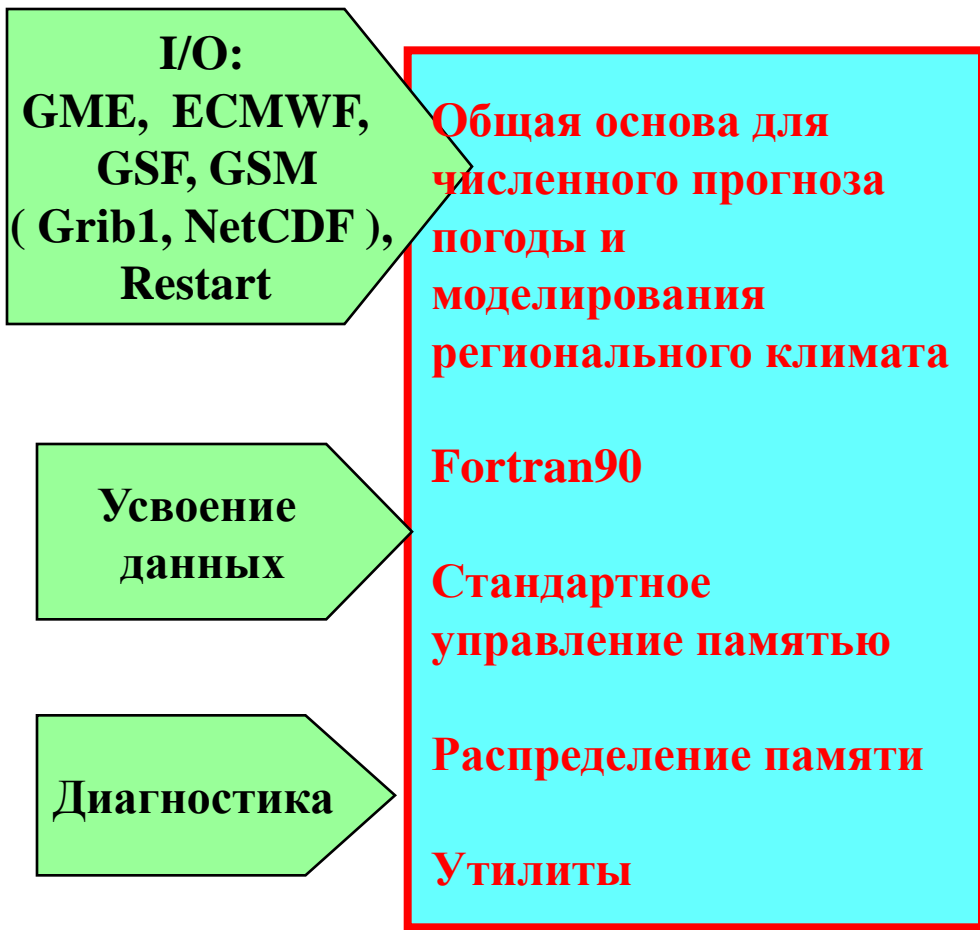 I/O:
GME, ECMWF,
GSF, GSM
( Grib1, NetCDF ),
Restart
Общая основа для
численного прогноза
погоды и
моделирования
регионального климата
Fortran90
Усвоение
данных
Стандартное
управление памятью
Распределение памяти
Диагностика
Утилиты